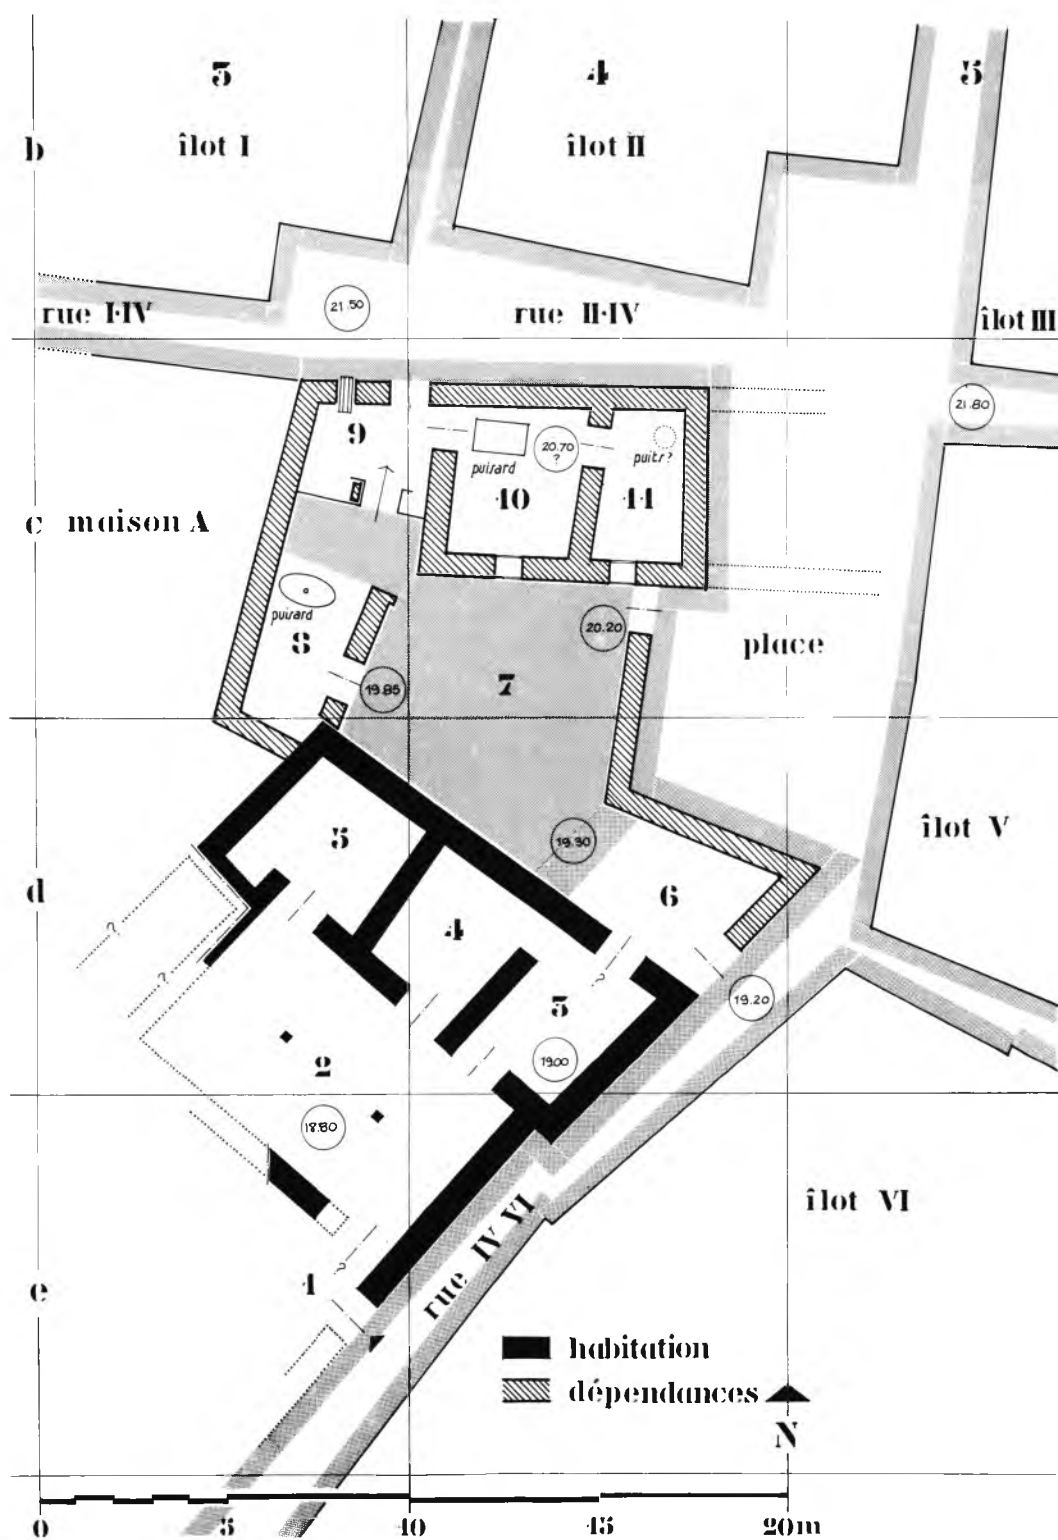 3
4
5
b
îlot I
îlot II
21.50
rue I·IV
rue II·IV
îlot III
21.80
9
puisard
20.70
?
puits?
10
11
c
maison A
puisard
8
20.20
19.85
7
place
5
19.30
îlot V
d
6
4
?
?
?
3
19.20
2
19.00
18.80
îlot VI
rue IV VI
?
e
1
habitation
dépendances
N
0
5
10
15
20m